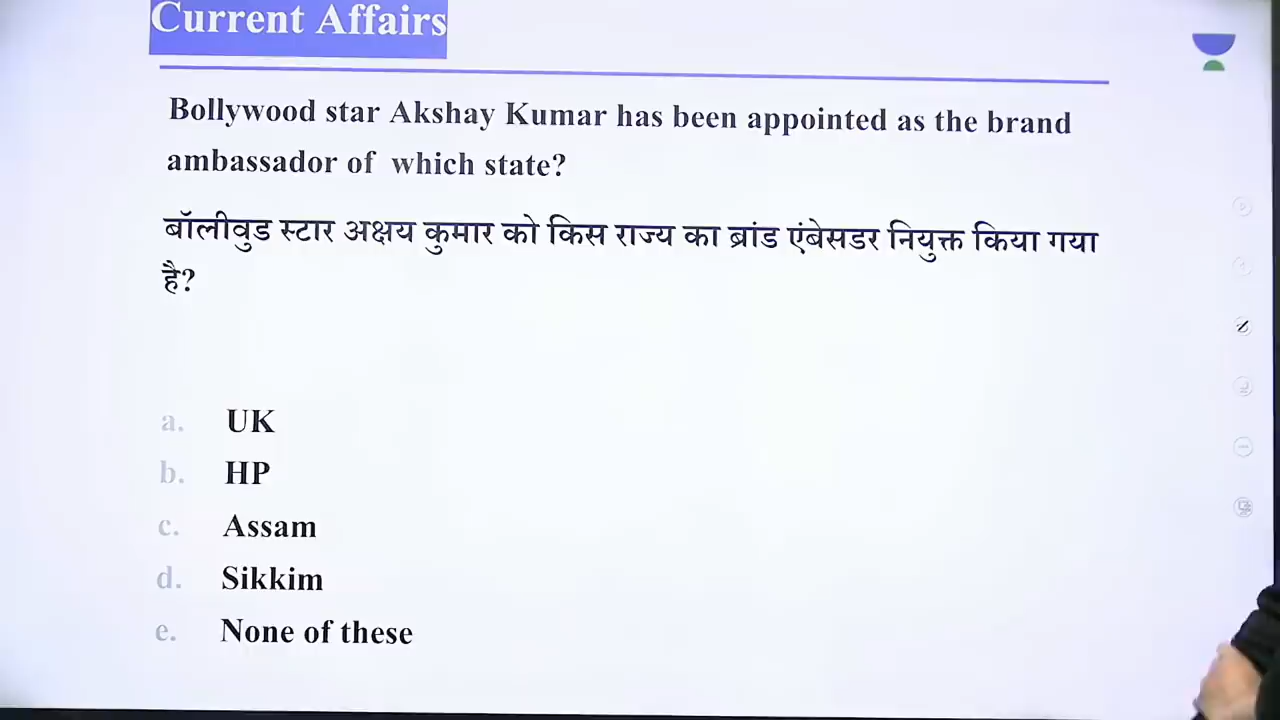 Current Affairs
Bollywood star Akshay Kumar has been appointed as the brand
ambassador of which state?
बॉलीवुड स्टार अक्षय कुमार को किस राज्य का ब्रांड एंबेसडर नियुक्त किया गया
है?
a. UK
b. HP
c. Assam
d. Sikkim
e. None of these